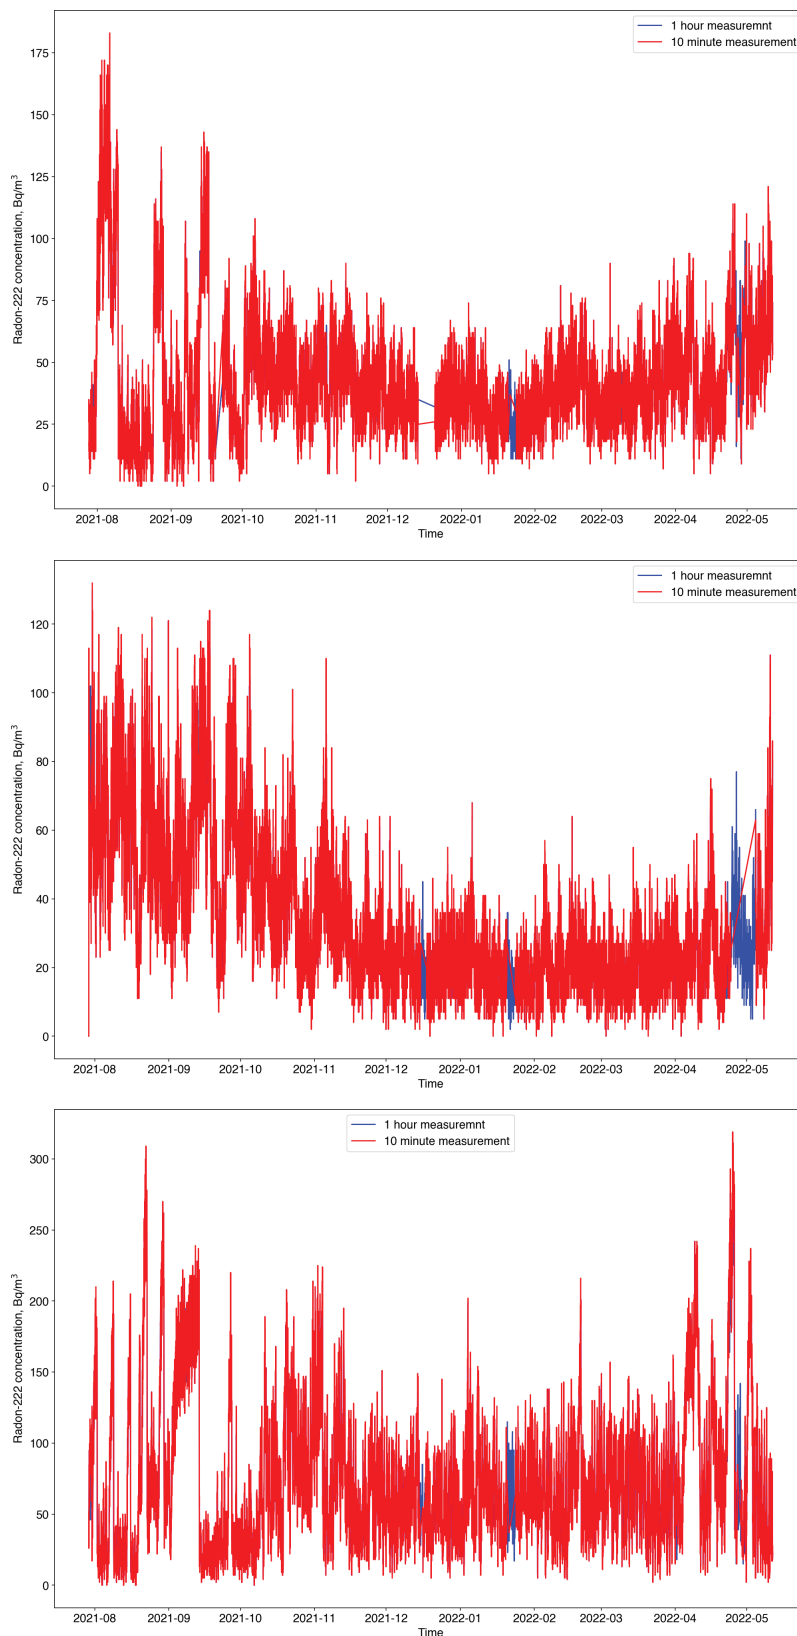 1 hour measuremnt
10 minute measurement
Radon-222 concentration, Bq/m³
175
150
125
100
75
50
25
0
2021-08 2021-09 2021-10 2021-11 2021-12 2022-01 2022-02 2022-03 2022-04 2022-05
Time
1 hour measuremnt
10 minute measurement
Radon-222 concentration, Bq/m³
120
100
80
60
40
20
0
2021-08 2021-09 2021-10 2021-11 2021-12 2022-01 2022-02 2022-03 2022-04 2022-05
Time
1 hour measuremnt
10 minute measurement
Radon-222 concentration, Bq/m³
300
250
200
150
100
50
0
2021-08 2021-09 2021-10 2021-11 2021-12 2022-01 2022-02 2022-03 2022-04 2022-05
Time